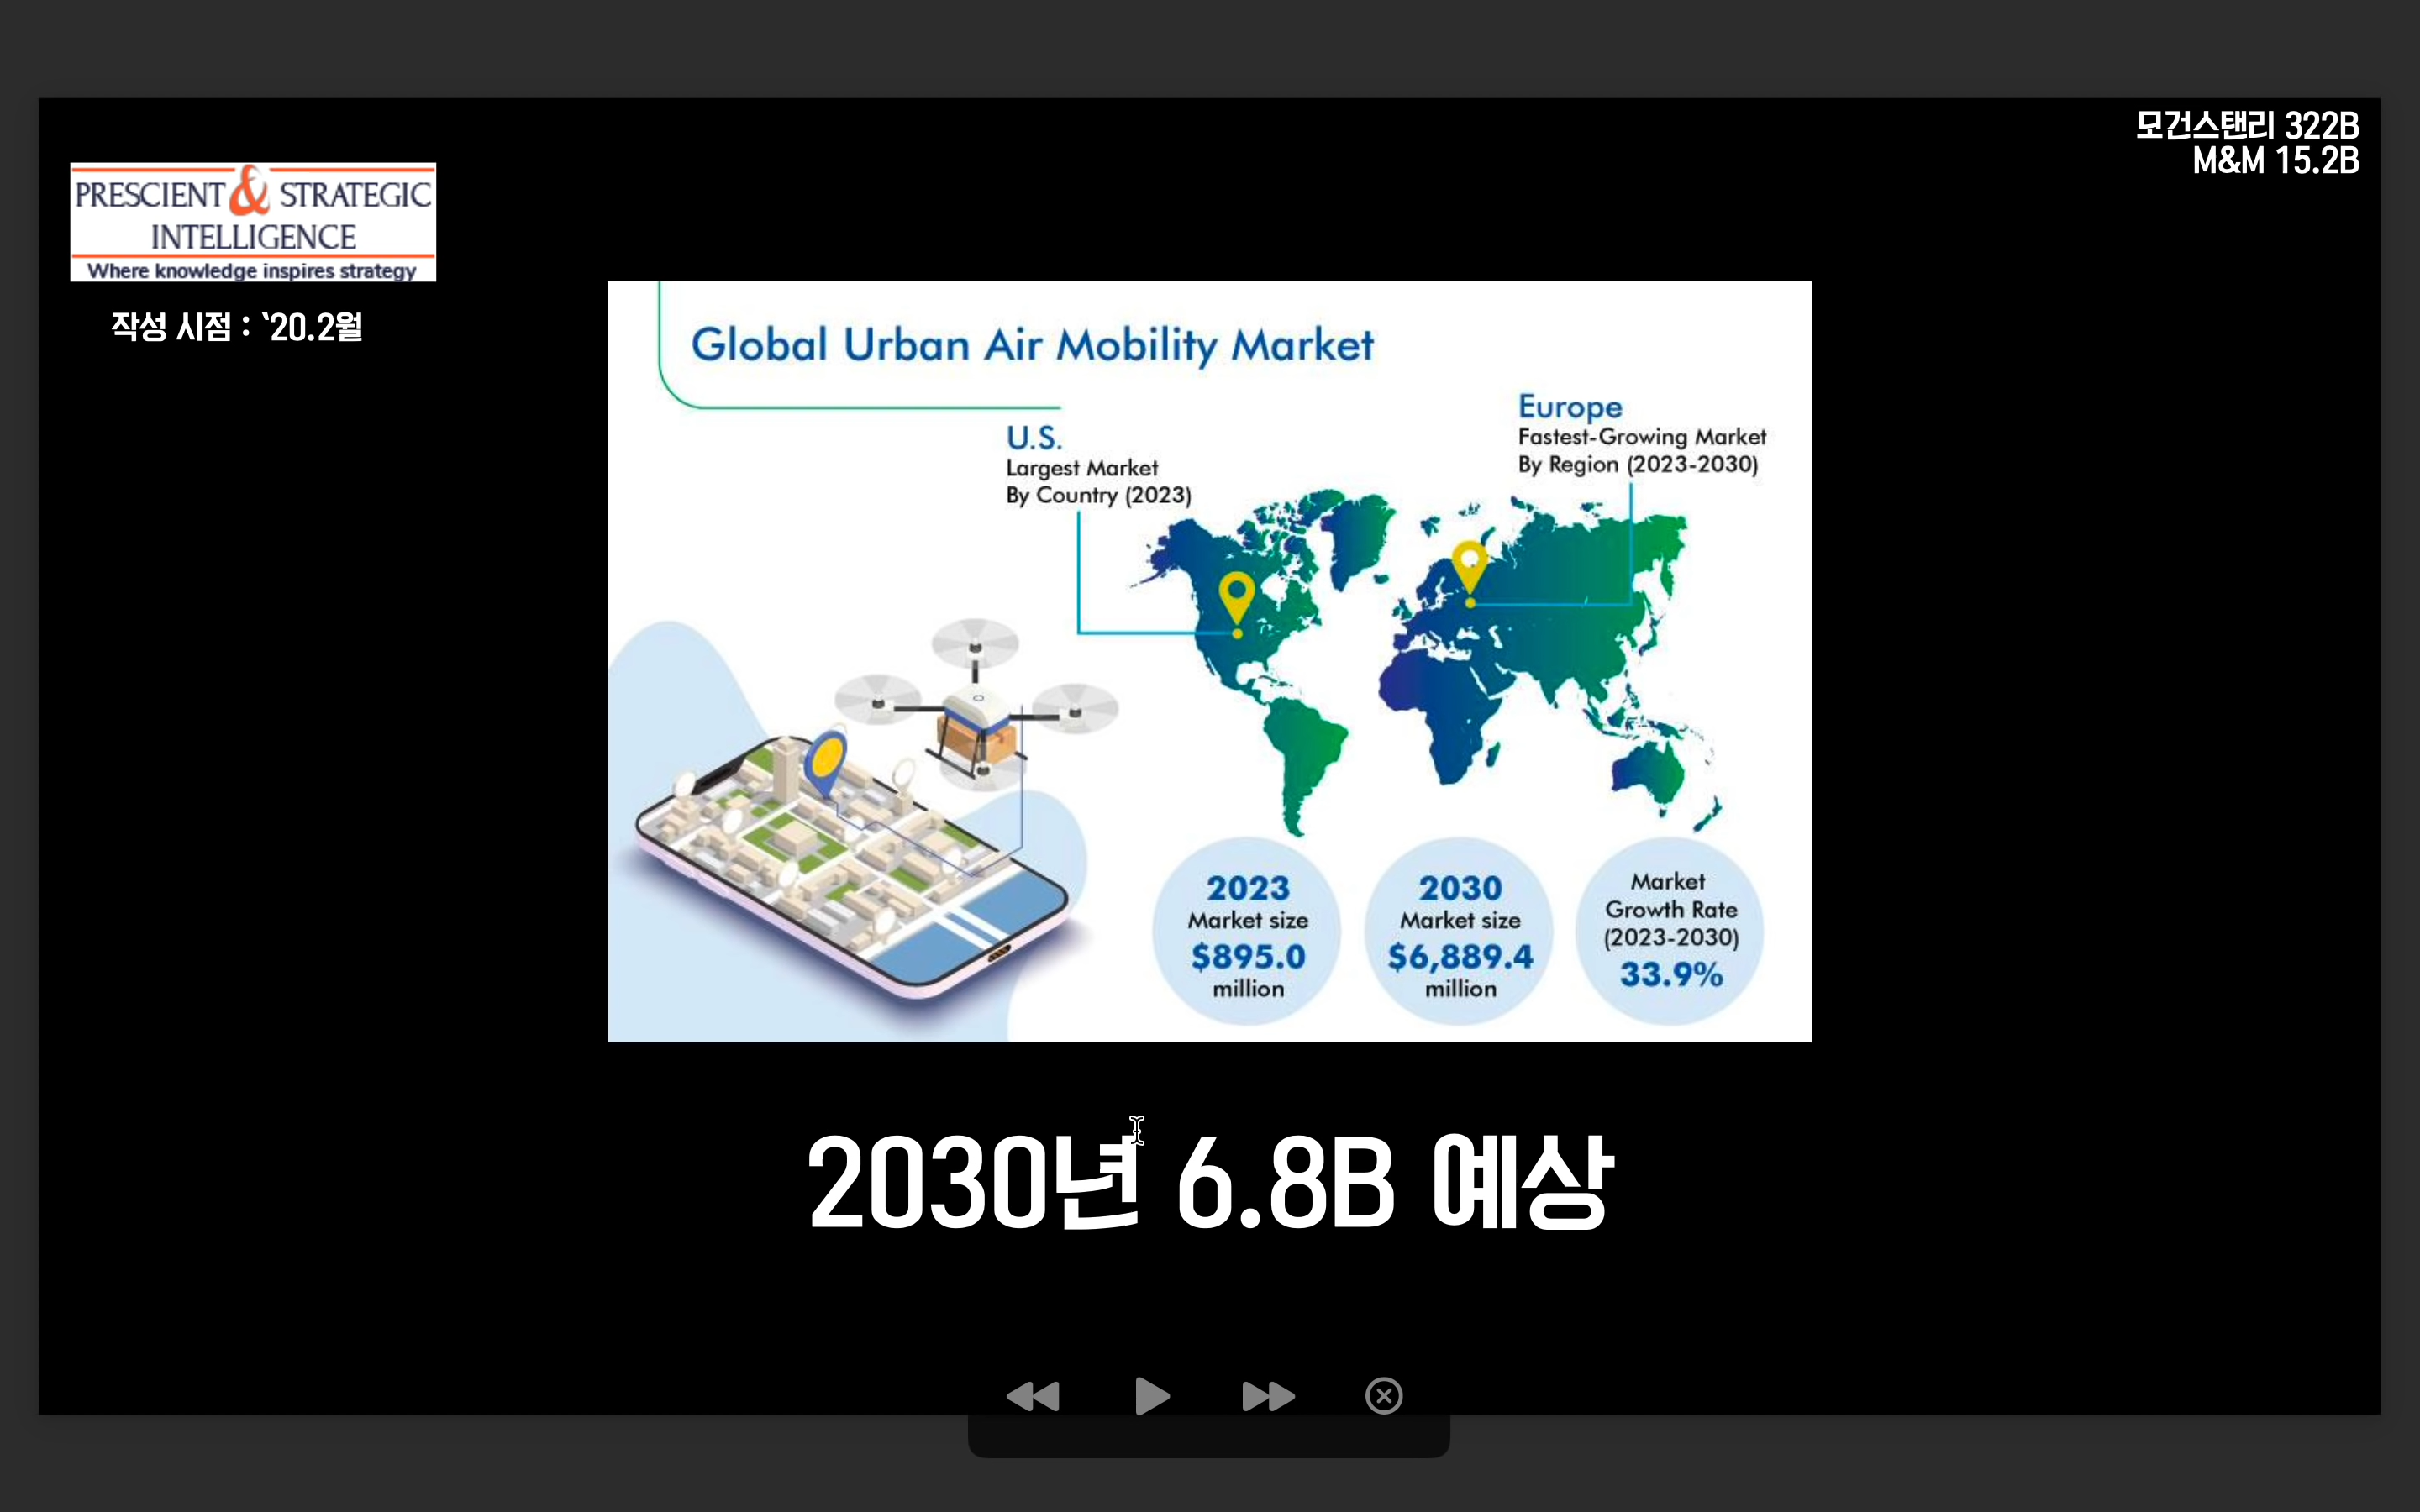 모건스탠리 322B
M&M 15.2B
PRESCIENT & STRATEGIC
INTELLIGENCE
Where knowledge inspires strategy
작성 시점 : `20.2월
Global Urban Air Mobility Market
U.S.
Largest Market
By Country (2023)
Europe
Fastest-Growing Market
By Region (2023-2030)
2023
Market size
$895.0
million
2030
Market size
$6,889.4
million
Market
Growth Rate
(2023-2030)
33.9%
2030년 6.8B 예상